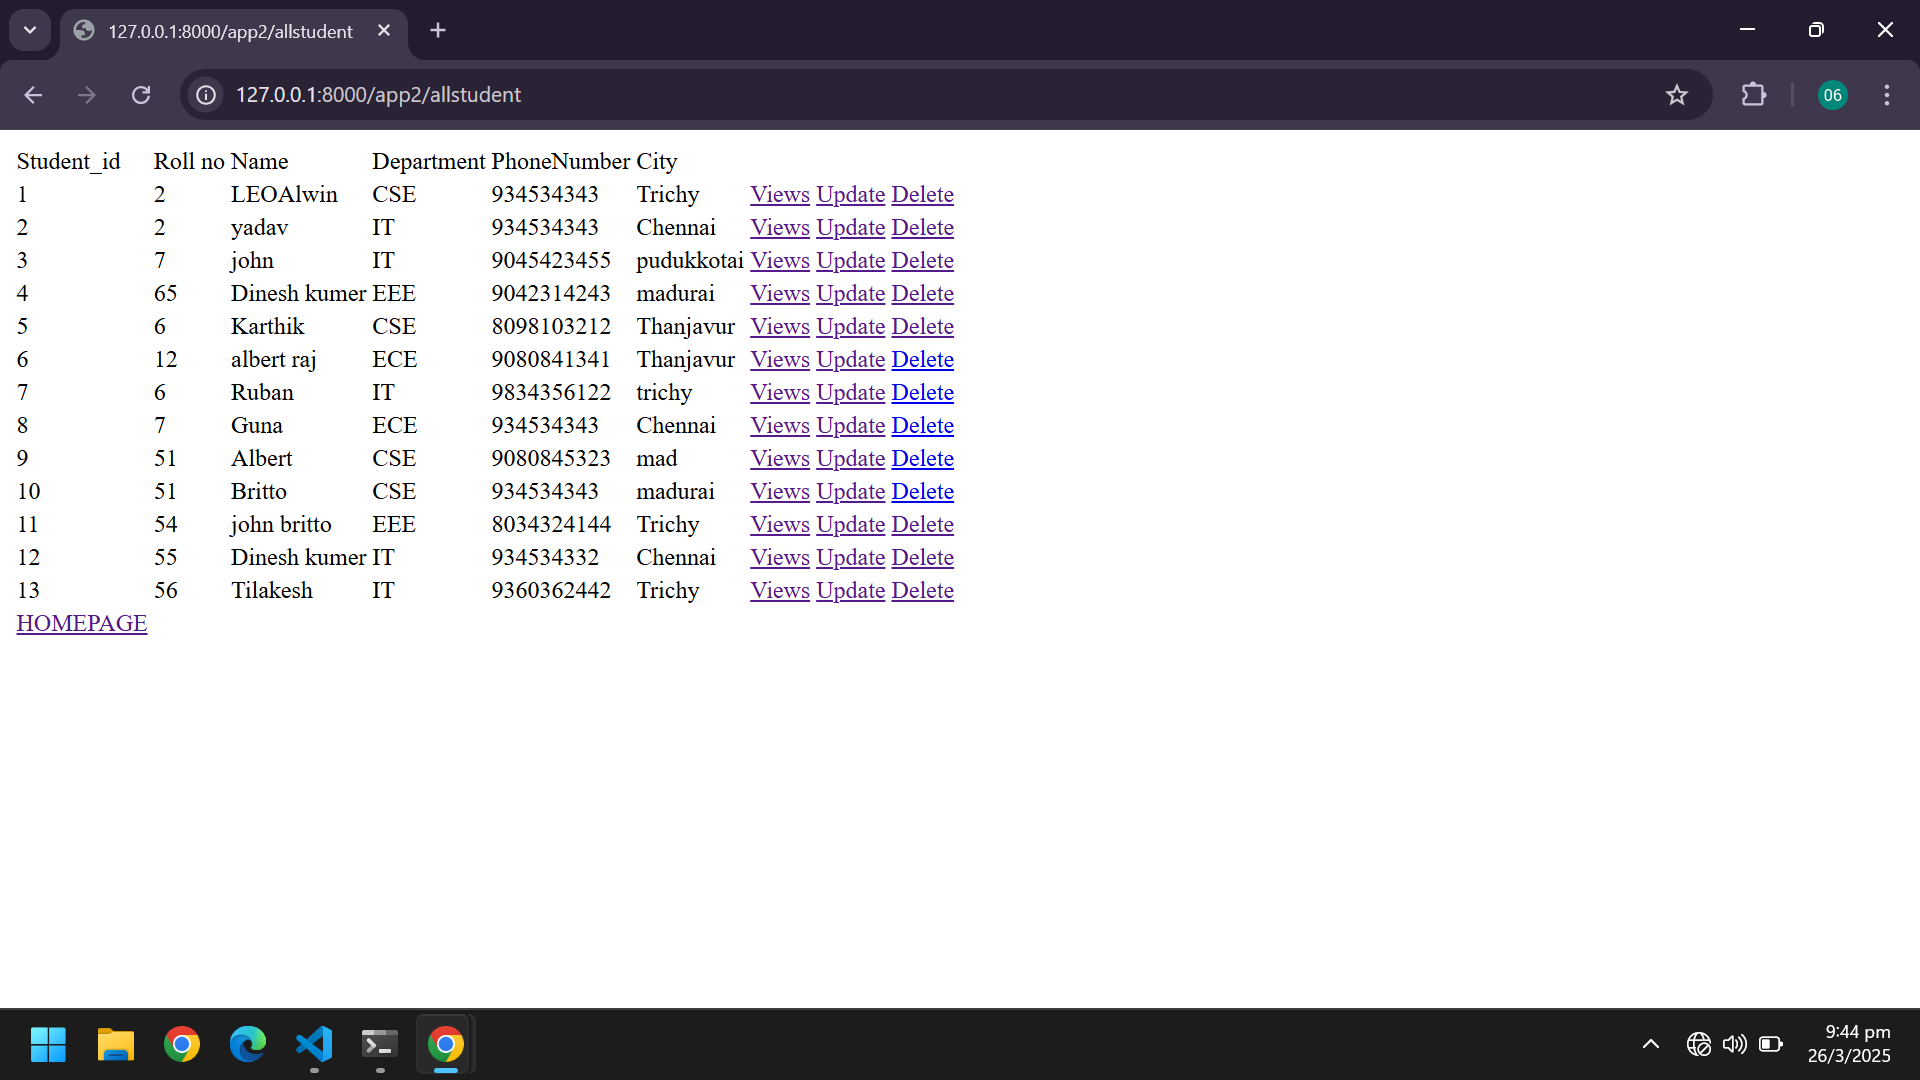 127.0.0.1:8000/app2/allstudent
127.0.0.1:8000/app2/allstudent
06
Student_id Roll no Name Department PhoneNumber City
1 2 LEOAlwin CSE 934534343 Trichy Views Update Delete
2 2 yadav IT 934534343 Chennai Views Update Delete
3 7 john IT 9045423455 pudukkotai Views Update Delete
4 65 Dinesh kumer EEE 9042314243 madurai Views Update Delete
5 6 Karthik CSE 8098103212 Thanjavur Views Update Delete
6 12 albert raj ECE 9080841341 Thanjavur Views Update Delete
7 6 Ruban IT 9834356122 trichy Views Update Delete
8 7 Guna ECE 934534343 Chennai Views Update Delete
9 51 Albert CSE 9080845323 mad Views Update Delete
10 51 Britto CSE 934534343 madurai Views Update Delete
11 54 john britto EEE 8034324144 Trichy Views Update Delete
12 55 Dinesh kumer IT 934534332 Chennai Views Update Delete
13 56 Tilakesh IT 9360362442 Trichy Views Update Delete
HOMEPAGE
9:44 pm
26/3/2025